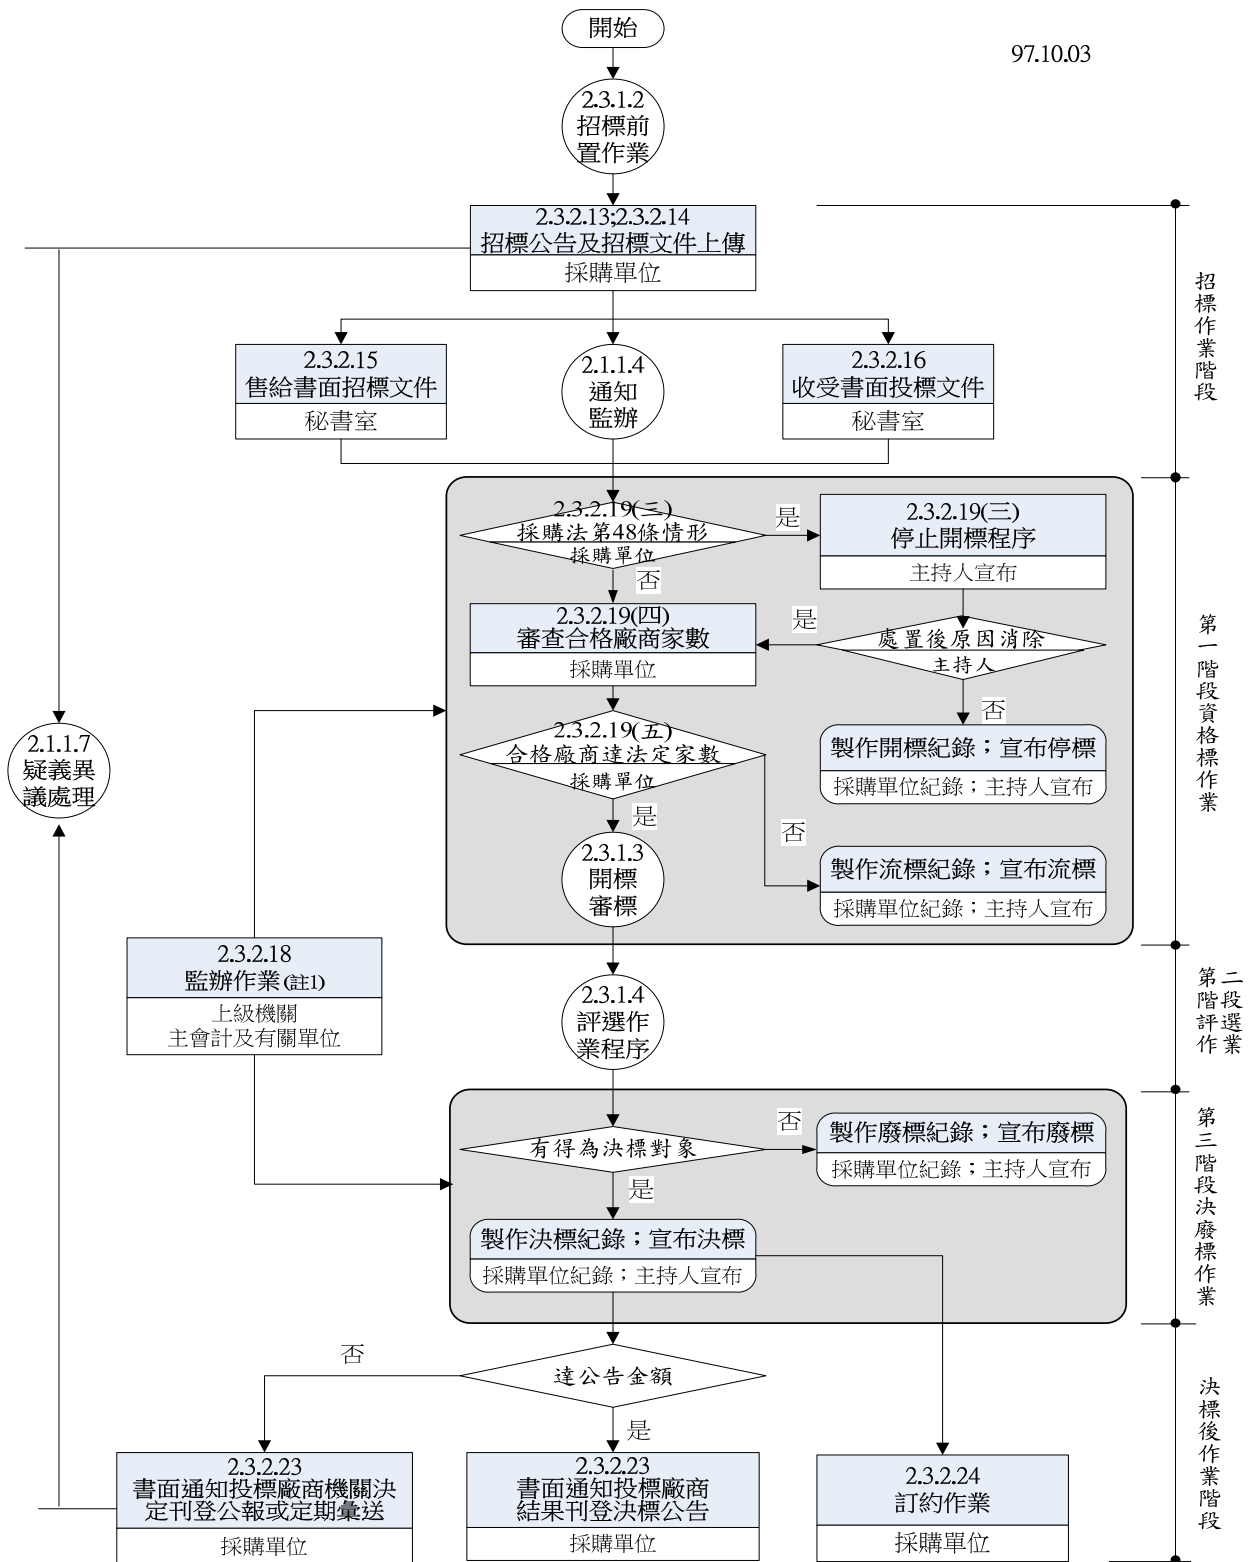 開始
97.10.03
2.3.1.2
招標前
置作業
2.3.2.13;2.3.2.14
招標公告及招標文件上傳
採購單位
招標作業階段
2.3.2.15
售給書面招標文件
秘書室
2.1.1.4
通知
監辦
2.3.2.16
收受書面投標文件
秘書室
2.3.2.19(三)
採購法第48條情形
採購單位
是
2.3.2.19(三)
停止開標程序
主持人宣布
否
2.3.2.19(四)
審查合格廠商家數
採購單位
是
處置後原因消除
主持人
否
第一階段資格標作業
2.3.2.19(五)
合格廠商達法定家數
採購單位
製作開標紀錄；宣布停標
採購單位紀錄；主持人宣布
2.1.1.7
疑義異
議處理
是
否
2.3.1.3
開標
審標
製作流標紀錄；宣布流標
採購單位紀錄；主持人宣布
2.3.2.18
監辦作業(註1)
上級機關
主會計及有關單位
2.3.1.4
評選作
業程序
第二
階段
評選
作業
有得為決標對象
否
製作廢標紀錄；宣布廢標
採購單位紀錄；主持人宣布
是
製作決標紀錄；宣布決標
採購單位紀錄；主持人宣布
第三階段決廢標作業
達公告金額
否
是
2.3.2.23
書面通知投標廠商機關決
定刊登公報或定期彙送
採購單位
2.3.2.23
書面通知投標廠商
結果刊登決標公告
採購單位
2.3.2.24
訂約作業
採購單位
決標後作業階段